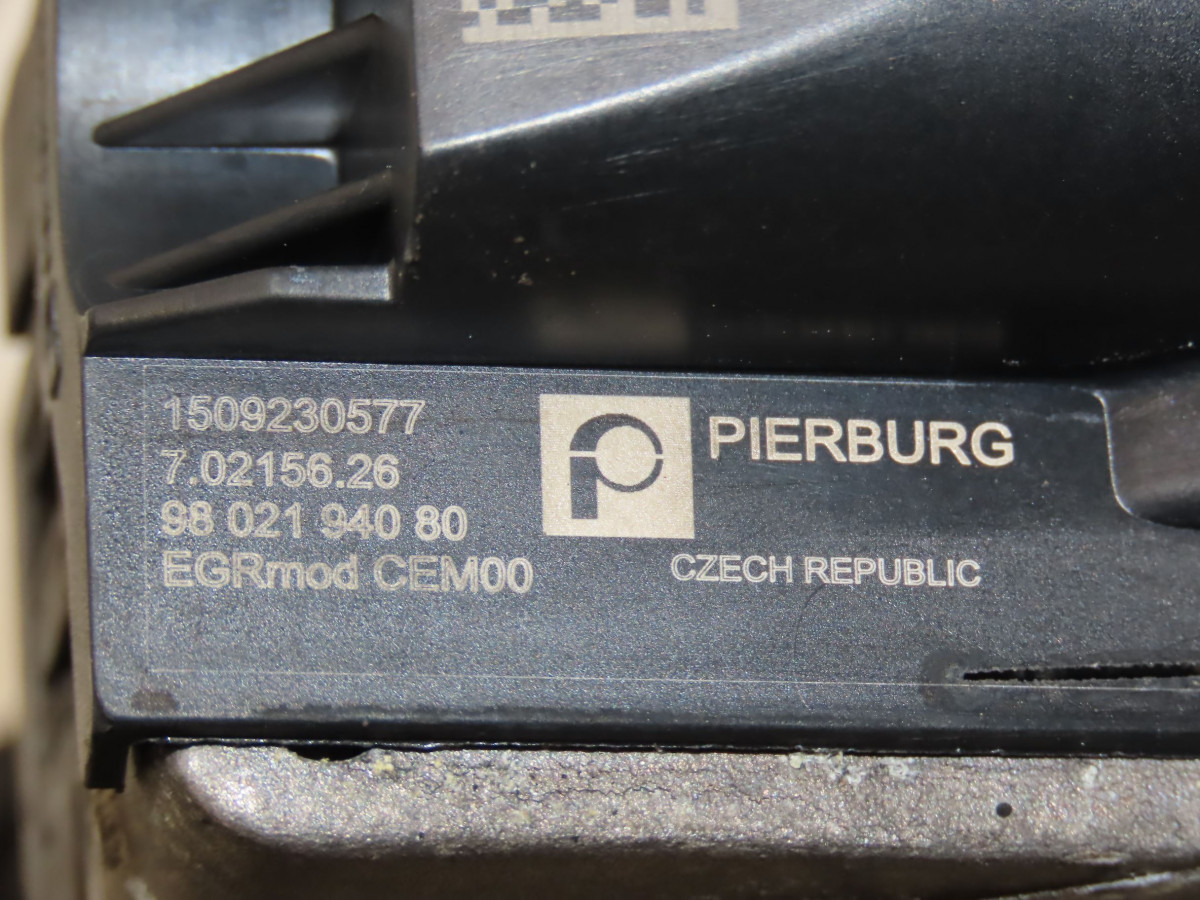 1509230577
7.02156.26
98 021 940 80
EGRmod CEM00
PIERBURG
CZECH REPUBLIC